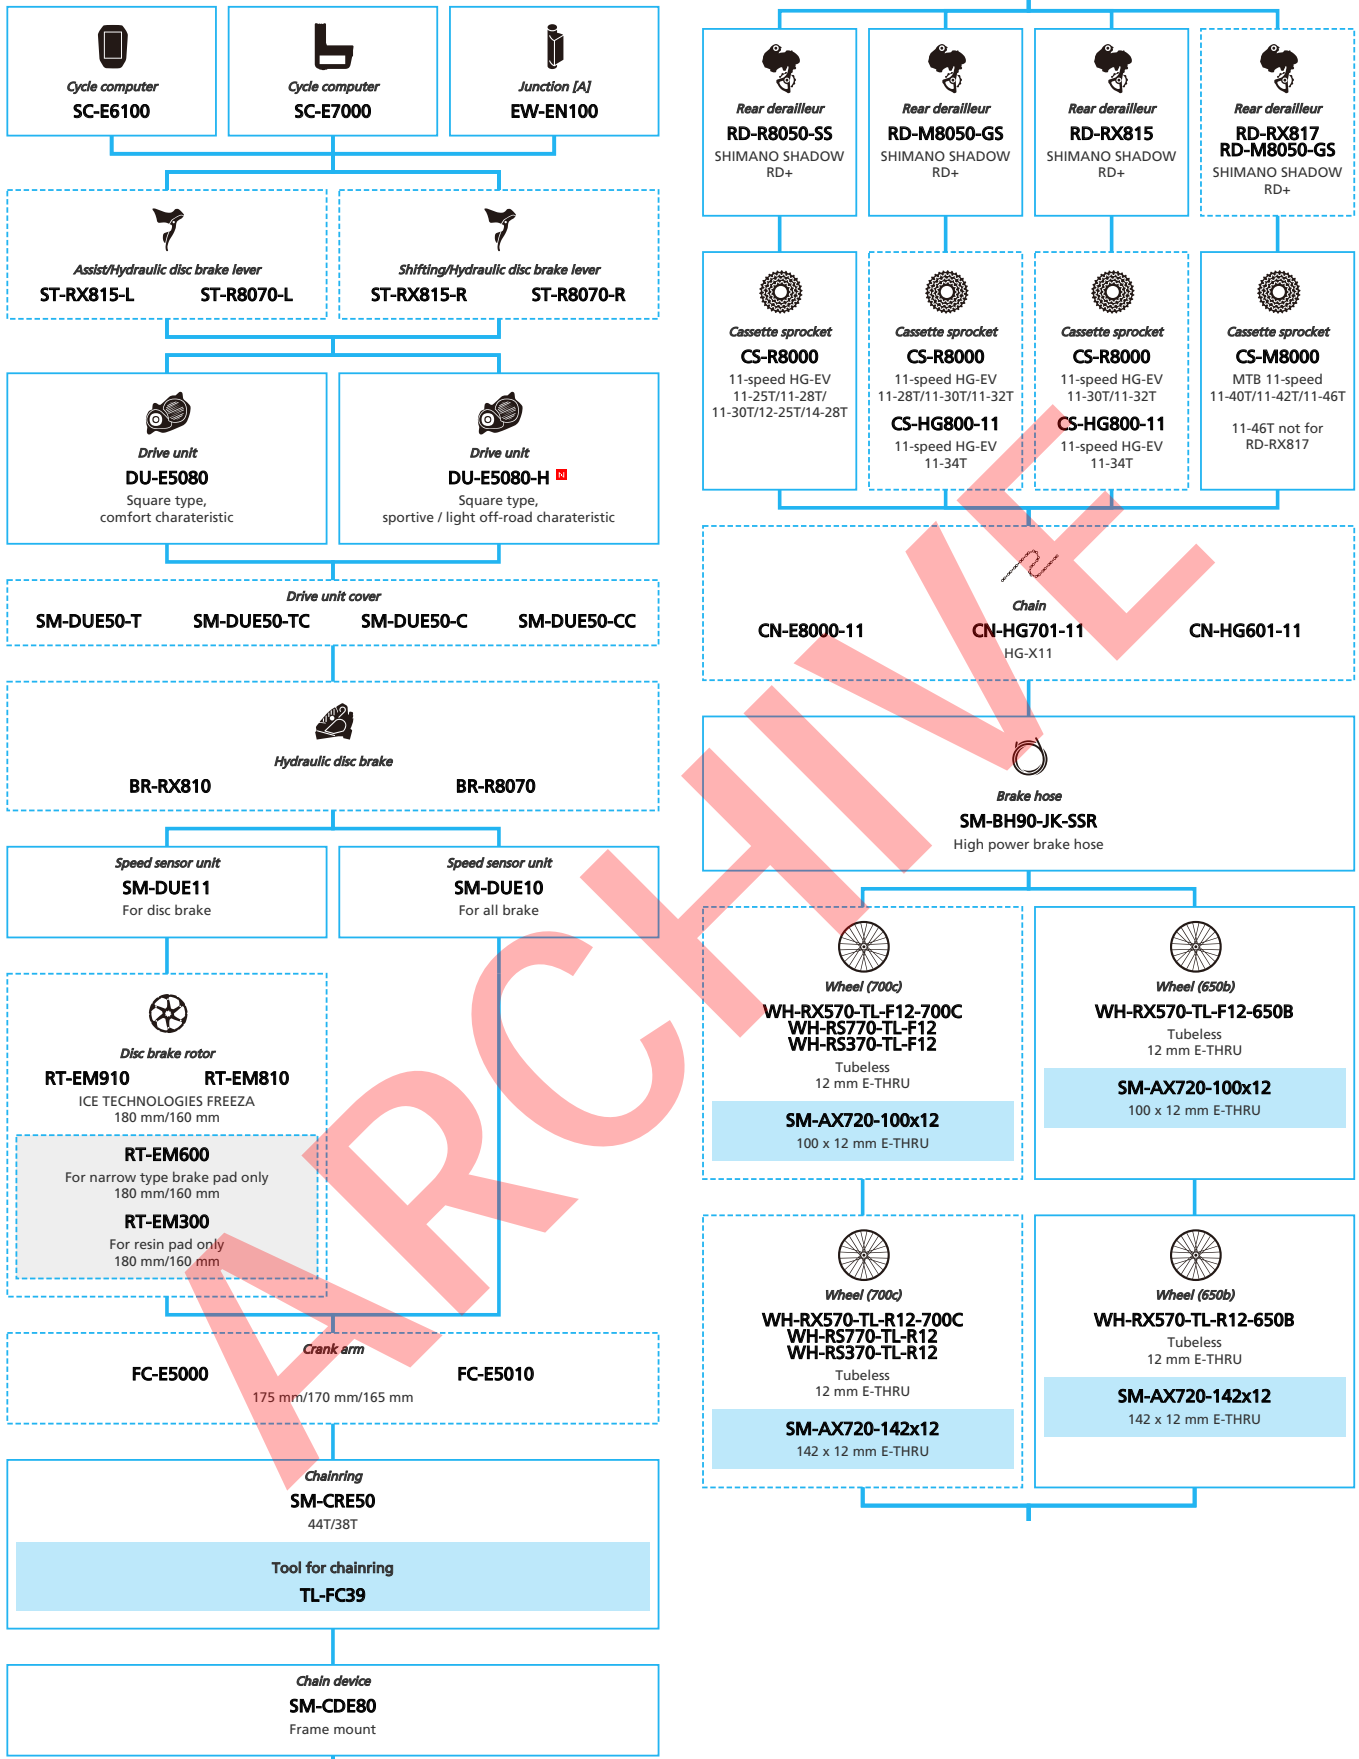 Cycle computer
SC-E6100
Cycle computer
SC-E7000
Junction [A]
EW-EN100
Assist/Hydraulic disc brake lever
ST-RX815-L ST-R8070-L
Shifting/Hydraulic disc brake lever
ST-RX815-R ST-R8070-R
Drive unit
DU-E5080
Square type,
comfort charateristic
Drive unit
DU-E5080-H N
Square type,
sportive / light off-road charateristic
Drive unit cover
SM-DUE50-T SM-DUE50-TC SM-DUE50-C SM-DUE50-CC
Hydraulic disc brake
BR-RX810 BR-R8070
Speed sensor unit
SM-DUE11
For disc brake
Speed sensor unit
SM-DUE10
For all brake
Disc brake rotor
RT-EM910 RT-EM810
ICE TECHNOLOGIES FREEZA
180 mm/160 mm
RT-EM600
For narrow type brake pad only
180 mm/160 mm
RT-EM300
For resin pad only
180 mm/160 mm
Crank arm
FC-E5000 FC-E5010
175 mm/170 mm/165 mm
Chainring
SM-CRE50
44T/38T
Tool for chainring
TL-FC39
Chain device
SM-CDE80
Frame mount
Rear derailleur
RD-R8050-SS
SHIMANO SHADOW
RD+
Rear derailleur
RD-M8050-GS
SHIMANO SHADOW
RD+
Rear derailleur
RD-RX815
SHIMANO SHADOW
RD+
Rear derailleur
RD-RX817
RD-M8050-GS
SHIMANO SHADOW
RD+
Cassette sprocket
CS-R8000
11-speed HG-EV
11-25T/11-28T/
11-30T/12-25T/14-28T
Cassette sprocket
CS-R8000
11-speed HG-EV
11-28T/11-30T/11-32T
CS-HG800-11
11-speed HG-EV
11-34T
Cassette sprocket
CS-R8000
11-speed HG-EV
11-30T/11-32T
CS-HG800-11
11-speed HG-EV
11-34T
Cassette sprocket
CS-M8000
MTB 11-speed
11-40T/11-42T/11-46T
11-46T not for
RD-RX817
Chain
CN-E8000-11 CN-HG701-11 CN-HG601-11
HG-X11
Brake hose
SM-BH90-JK-SSR
High power brake hose
Wheel (700c)
WH-RX570-TL-F12-700C
WH-RS770-TL-F12
WH-RS370-TL-F12
Tubeless
12 mm E-THRU
SM-AX720-100x12
100 x 12 mm E-THRU
Wheel (650b)
WH-RX570-TL-F12-650B
Tubeless
12 mm E-THRU
SM-AX720-100x12
100 x 12 mm E-THRU
Wheel (700c)
WH-RX570-TL-R12-700C
WH-RS770-TL-R12
WH-RS370-TL-R12
Tubeless
12 mm E-THRU
SM-AX720-142x12
142 x 12 mm E-THRU
Wheel (650b)
WH-RX570-TL-R12-650B
Tubeless
12 mm E-THRU
SM-AX720-142x12
142 x 12 mm E-THRU
ARCHIVE